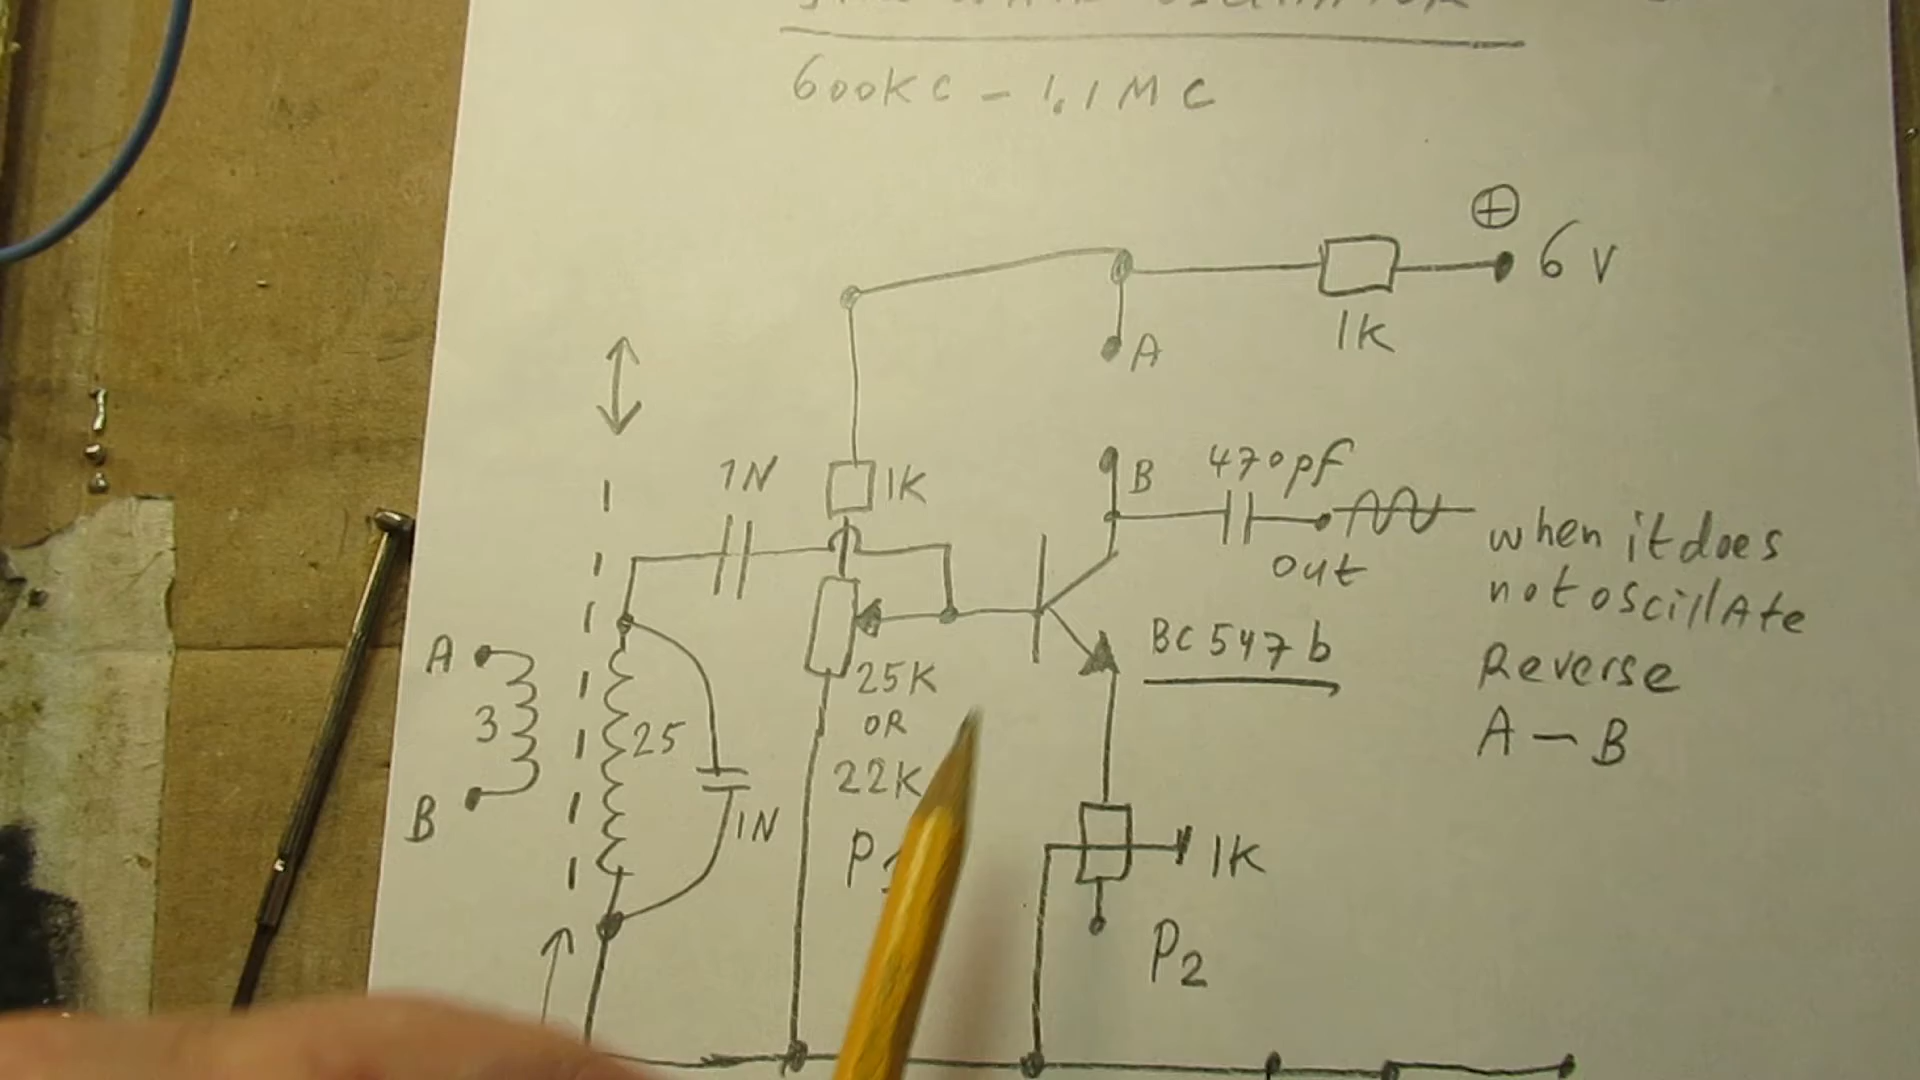 600KC - 1.1MC
+
6V
1K
A
1N
1K
B
470pf
out
when it does
not oscillAte
Reverse
A - B
BC547b
A
3
B
25
1N
25K
OR
22K
P
1K
P2